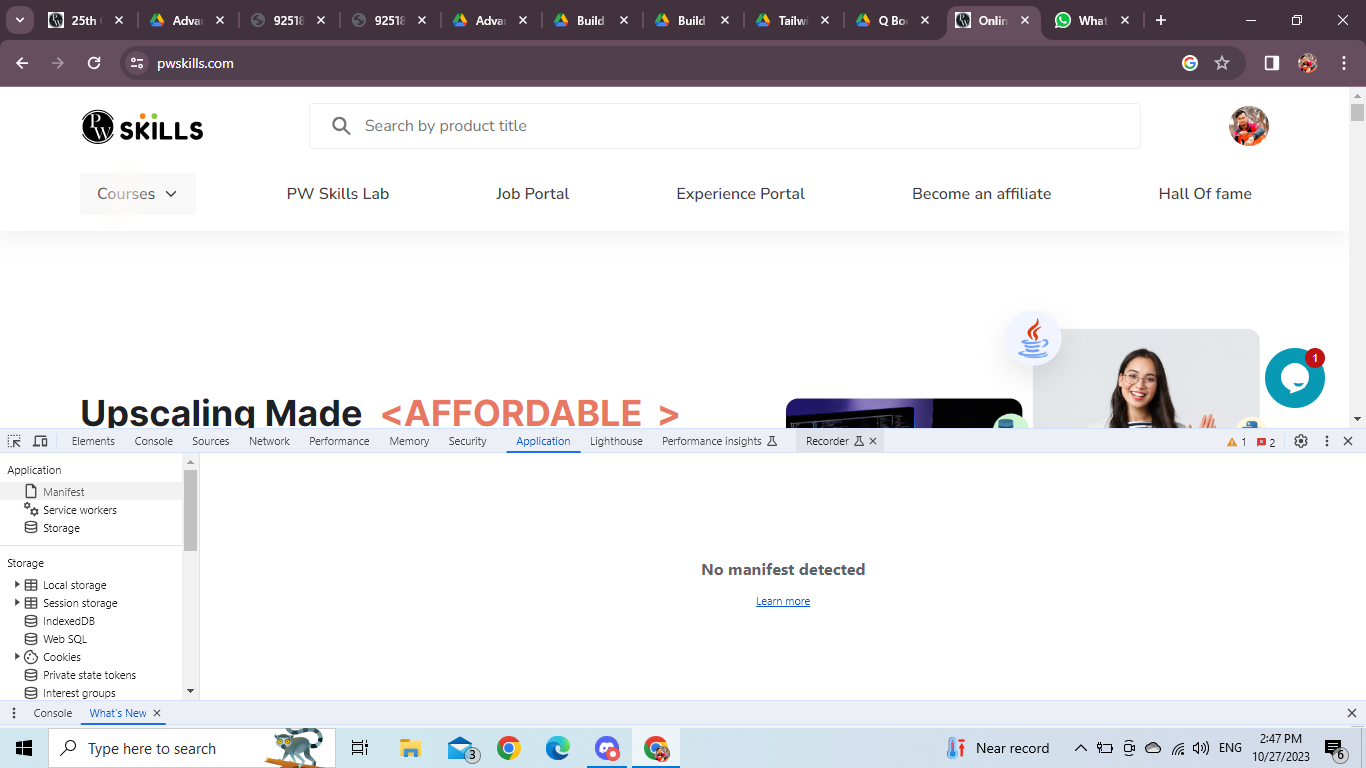 25th
Advan
92518
92518
Advan
Build
Build
Tailwi
Q Boo
Onlin
What
pwskills.com
PW SKILLS
Search by product title
Courses
PW Skills Lab
Job Portal
Experience Portal
Become an affiliate
Hall Of fame
Upscaling Made <AFFORDABLE >
1
Elements
Console
Sources
Network
Performance
Memory
Security
Application
Lighthouse
Performance insights
Recorder
1
2
Application
Manifest
Service workers
Storage
Storage
Local storage
Session storage
IndexedDB
Web SQL
Cookies
Private state tokens
Interest groups
No manifest detected
Learn more
Console
What's New
Type here to search
3
Near record
ENG
2:47 PM
10/27/2023
6